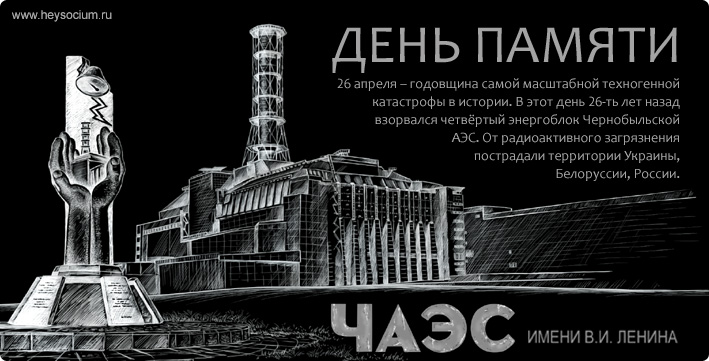 www.heysocium.ru
ДЕНЬ ПАМЯТИ
26 апреля – годовщина самой масштабной техногенной
катастрофы в истории. В этот день 26-ть лет назад
взорвался четвёртый энергоблок Чернобыльской
АЭС. От радиоактивного загрязнения
пострадали территории Украины,
Белоруссии, России.
ЧАЭС
ИМЕНИ В.И. ЛЕНИНА